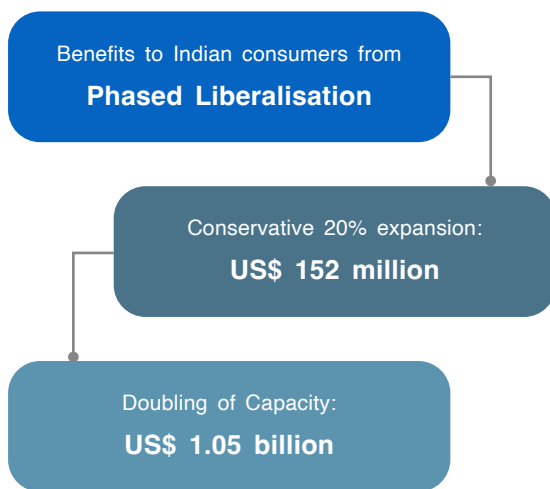 Benefits to Indian consumers from
Phased Liberalisation
Conservative 20% expansion:
US$ 152 million
Doubling of Capacity:
US$ 1.05 billion